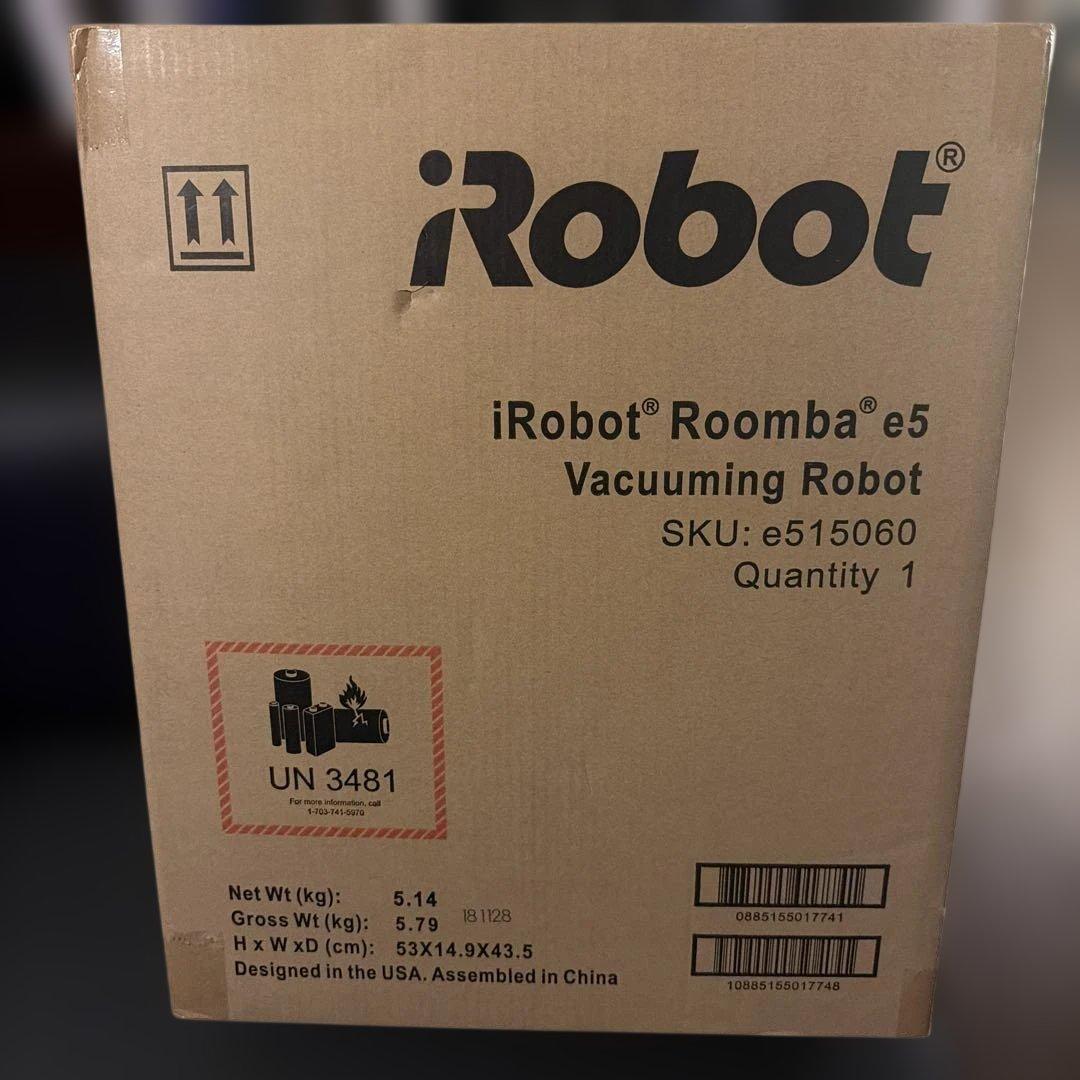 iRobot®
iRobot® Roomba® e5
Vacuuming Robot
SKU: e515060
Quantity 1
UN 3481
For more information, call
1-703-741-5970
Net Wt (kg): 5.14
Gross Wt (kg): 5.79
181128
H x W xD (cm): 53X14.9X43.5
Designed in the USA. Assembled in China
0885155017741
10885155017748